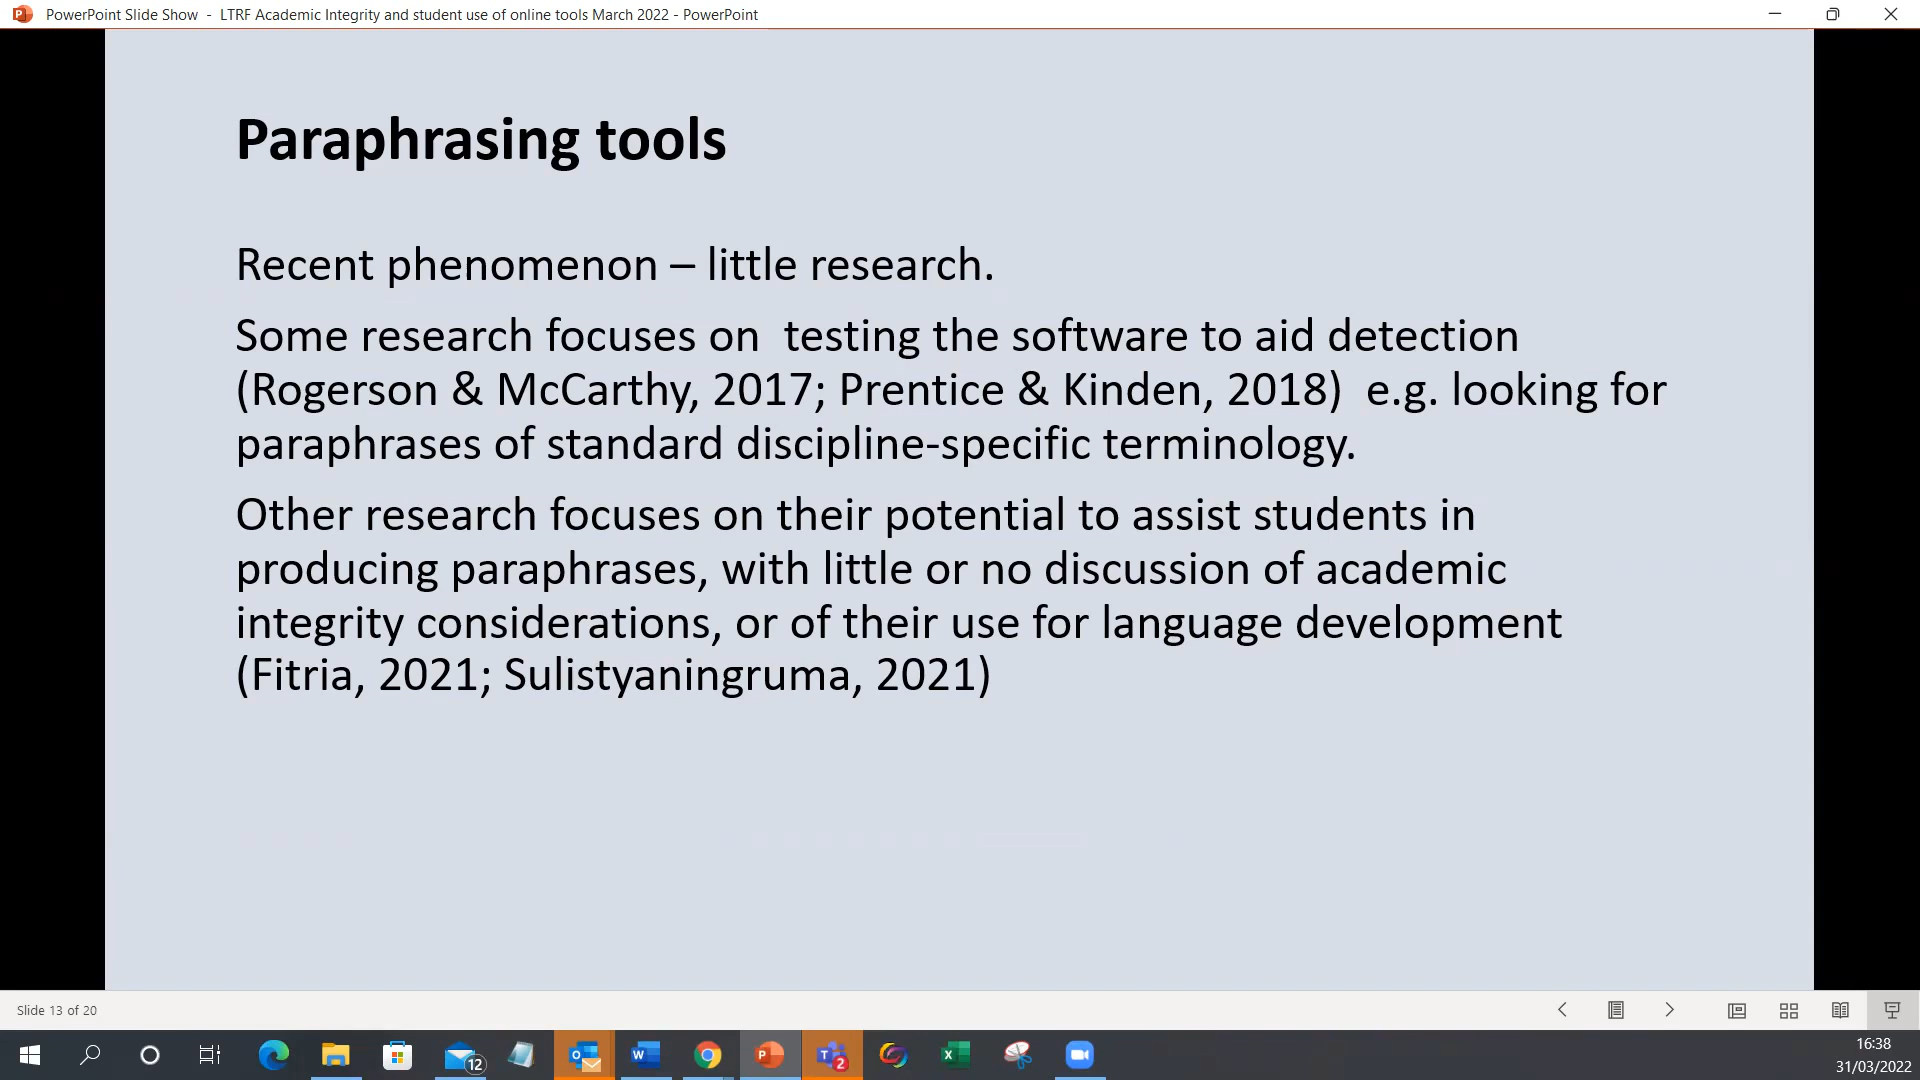 PowerPoint Slide Show - LTRF Academic Integrity and student use of online tools March 2022 - PowerPoint
Paraphrasing tools
Recent phenomenon – little research.
Some research focuses on  testing the software to aid detection
(Rogerson & McCarthy, 2017; Prentice & Kinden, 2018)  e.g. looking for
paraphrases of standard discipline-specific terminology.
Other research focuses on their potential to assist students in
producing paraphrases, with little or no discussion of academic
integrity considerations, or of their use for language development
(Fitria, 2021; Sulistyaningruma, 2021)
Slide 13 of 20
12
2
16:38
31/03/2022